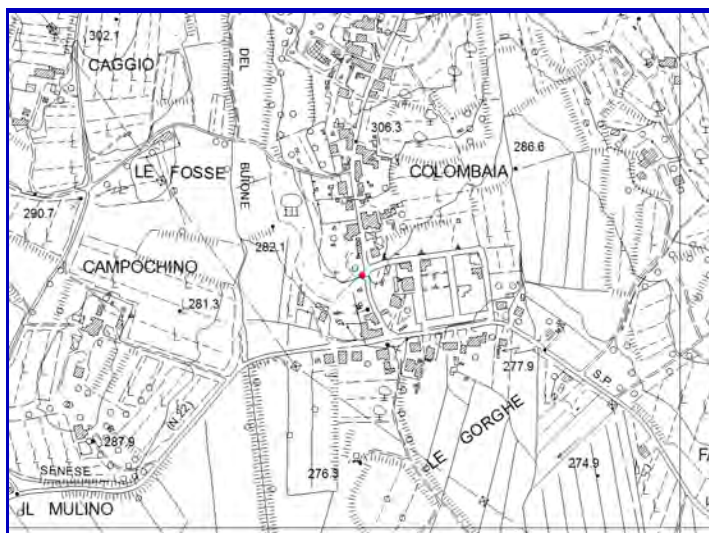 302.1
CAGGIO
DEL
306.3
286.6
LE FOSSE
BUIONE
COLOMBAIA
290.7
282.1
CAMPOCHINO
281.3
277.9
S.P.
(N 22)
LE GORGHE
287.9
276.3
274.9
SENESE
IL MULINO
FA